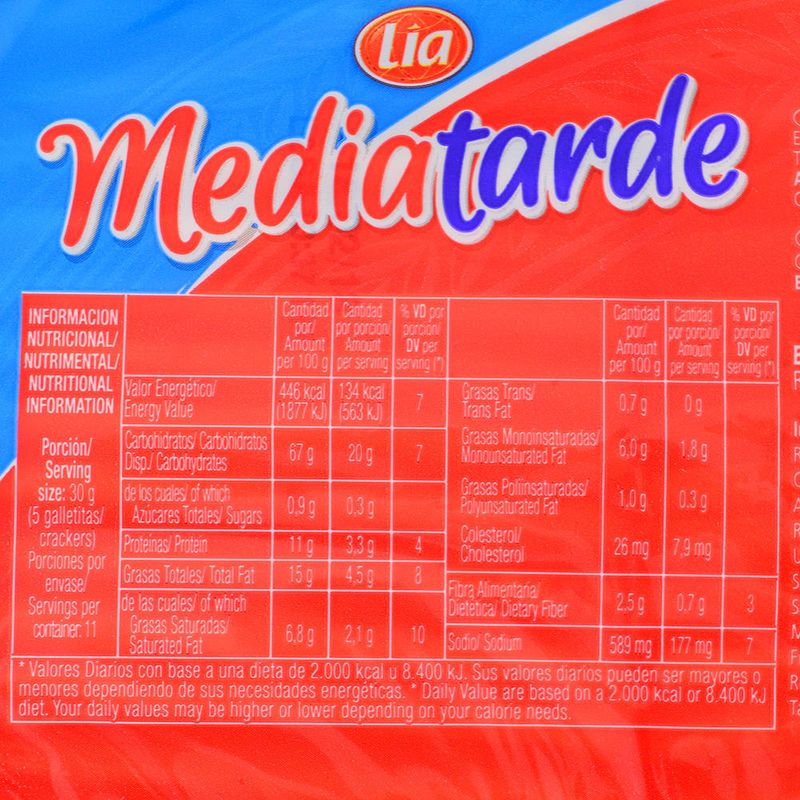 Lía
Mediatarde
INFORMACION
NUTRICIONAL/
NUTRIMENTAL/
NUTRITIONAL
INFORMATION
Porción/
Serving
size: 30 g
(5 galletitas/
crackers)
Porciones por
envase/
Servings per
container: 11
Cantidad por/ Amount per 100 g | Cantidad por porcion/ Amount per serving | % VD por porción/ DV per serving (*)
Valor Energético/ Energy Value 446 kcal (1877 kJ) 134 kcal (563 kJ) 7
Carbohidratos/ Carbohidratos Disp./ Carbohydrates 67 g 20 g 7
de los cuales/ of which Azúcares Totales/ Sugars 0,9 g 0,3 g
Proteinas/ Protein 11 g 3,3 g 4
Grasas Totales/ Total Fat 15 g 4,5 g 8
de las cuales/ of which Grasas Saturadas/ Saturated Fat 6,8 g 2,1 g 10
Cantidad por/ Amount per 100 g | Cantidad por porcion/ Amount per serving | % VD por porción/ DV per serving (*)
Grasas Trans/ Trans Fat 0,7 g 0 g
Grasas Monoinsaturadas/ Monounsaturated Fat 6,0 g 1,8 g
Grasas Poliinsaturadas/ Polyunsaturated Fat 1,0 g 0.3 g
Colesterol/ Cholesterol 26 mg 7,9 mg
Fibra Alimentaria/ Dietética/ Dietary Fiber 2,5 g 0,7 g 3
Sodio/ Sodium 589 mg 177 mg 7
* Valores Diarios con base a una dieta de 2.000 kcal u 8.400 kJ. Sus valores diarios pueden ser mayores o
menores dependiendo de sus necesidades energéticas. * Daily Value are based on a 2.000 kcal or 8.400 kJ
diet. Your daily values may be higher or lower depending on your calorie needs.